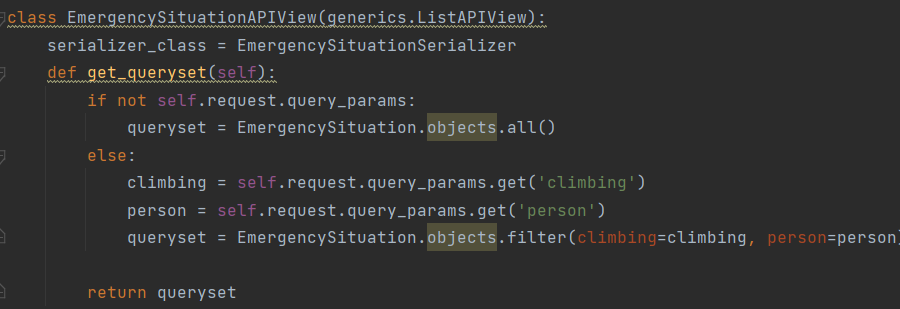 class EmergencySituationAPIView(generics.ListAPIView):
    serializer_class = EmergencySituationSerializer
    def get_queryset(self):
        if not self.request.query_params:
            queryset = EmergencySituation.objects.all()
        else:
            climbing = self.request.query_params.get('climbing')
            person = self.request.query_params.get('person')
            queryset = EmergencySituation.objects.filter(climbing=climbing, person=person)
        return queryset